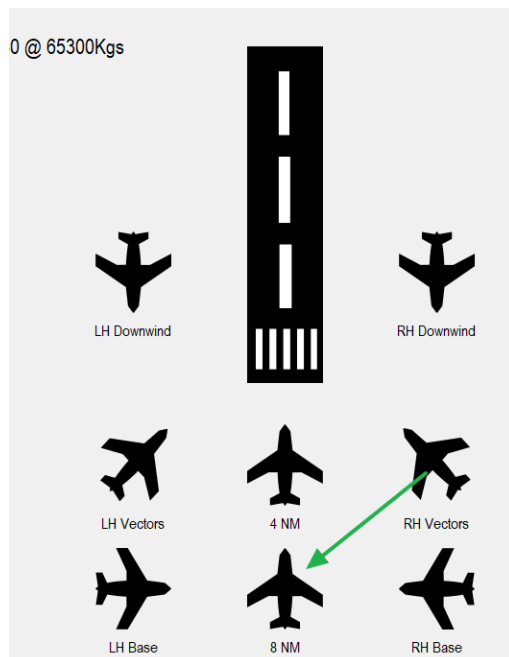 0 @ 65300Kgs
LH Downwind
RH Downwind
LH Vectors
4 NM
RH Vectors
LH Base
8 NM
RH Base